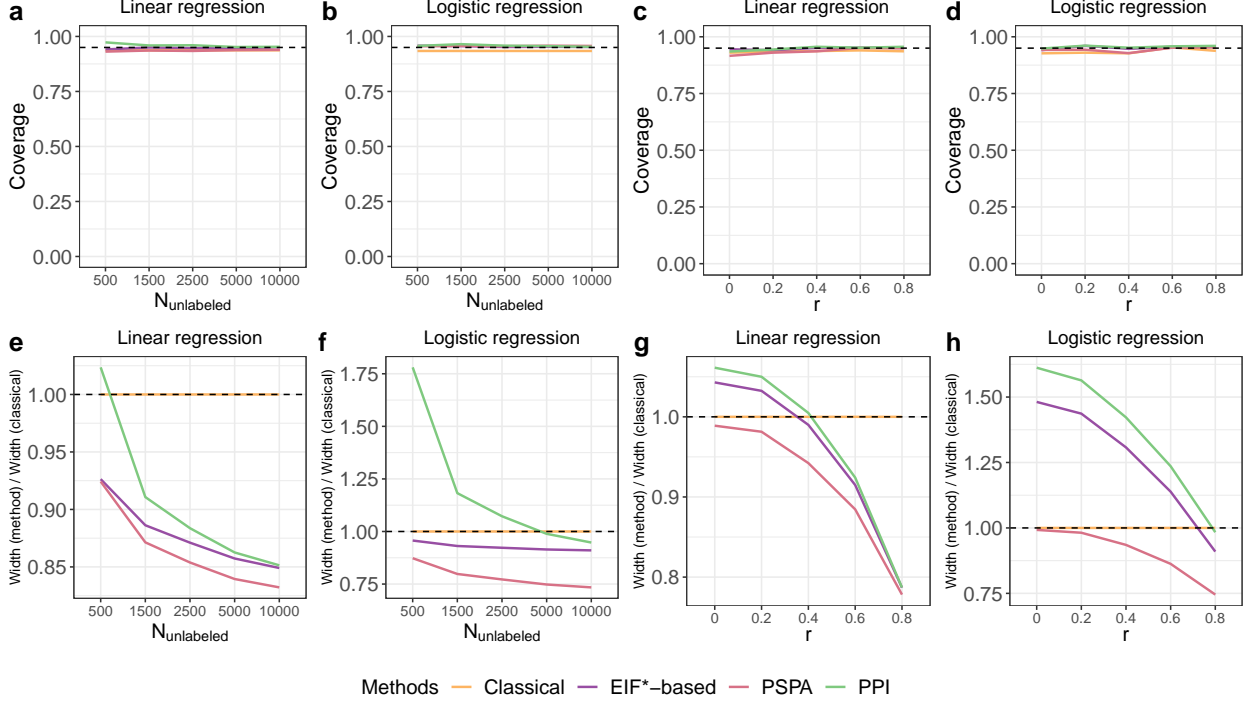 a
Linear regression
Coverage
1.00
0.75
0.50
0.25
0.00
500 1500 2500 5000 10000
Nunlabeled
b
Logistic regression
Coverage
1.00
0.75
0.50
0.25
0.00
500 1500 2500 5000 10000
Nunlabeled
c
Linear regression
Coverage
1.00
0.75
0.50
0.25
0.00
0 0.2 0.4 0.6 0.8
r
d
Logistic regression
Coverage
1.00
0.75
0.50
0.25
0.00
0 0.2 0.4 0.6 0.8
r
e
Linear regression
Width (method) / Width (classical)
1.00
0.95
0.90
0.85
500 1500 2500 5000 10000
Nunlabeled
f
Logistic regression
Width (method) / Width (classical)
1.75
1.50
1.25
1.00
0.75
500 1500 2500 5000 10000
Nunlabeled
g
Linear regression
Width (method) / Width (classical)
1.0
0.9
0.8
0 0.2 0.4 0.6 0.8
r
h
Logistic regression
Width (method) / Width (classical)
1.50
1.25
1.00
0.75
0 0.2 0.4 0.6 0.8
r
Methods Classical EIF*−based PSPA PPI